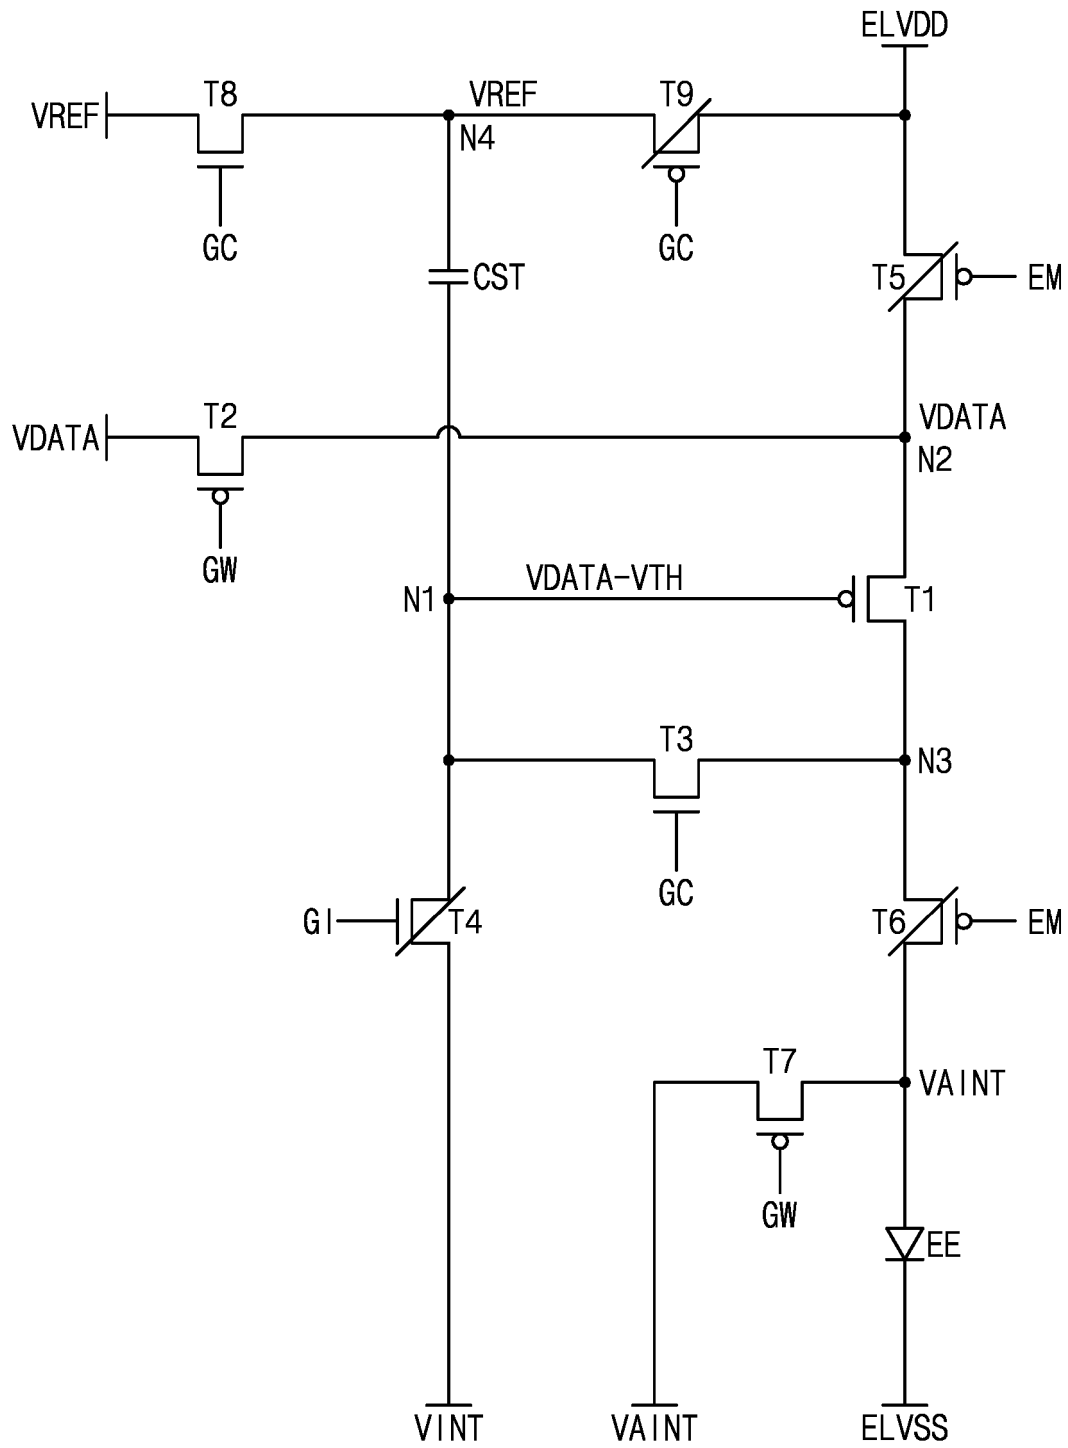 ELVDD
T8
VREF
T9
VREF
N4
GC
GC
CST
T5
EM
T2
VDATA
VDATA
N2
GW
VDATA-VTH
N1
T1
T3
N3
GC
GI
T4
T6
EM
T7
VAINT
GW
EE
VINT
VAINT
ELVSS